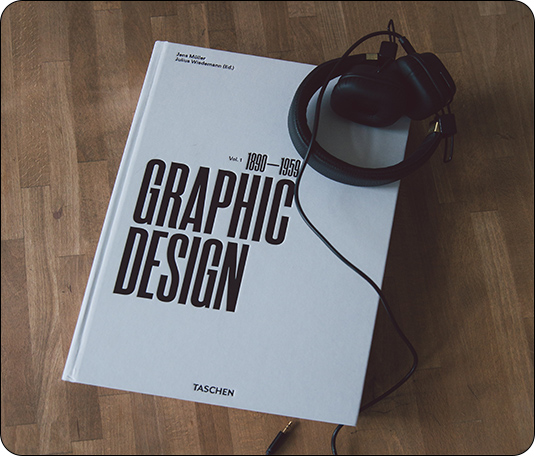 Jens Müller
Julius Wiedemann (Ed.)
Vol. 1 1890—1959
GRAPHIC
DESIGN
TASCHEN